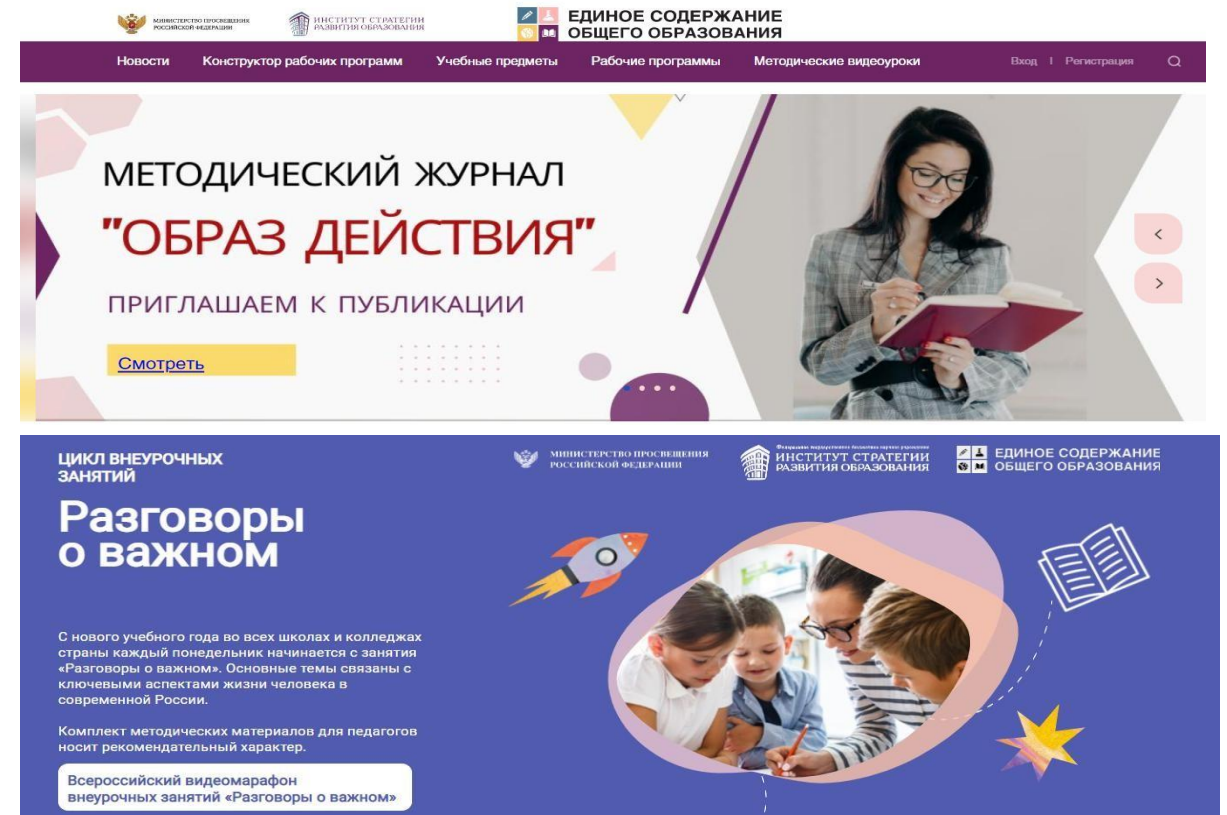 МИНИСТЕРСТВО ПРОСВЕЩЕНИЯ
РОССИЙСКОЙ ФЕДЕРАЦИИ
ИНСТИТУТ СТРАТЕГИИ
РАЗВИТИЯ ОБРАЗОВАНИЯ
ЕДИНОЕ СОДЕРЖАНИЕ
ОБЩЕГО ОБРАЗОВАНИЯ
Новости Конструктор рабочих программ Учебные предметы Рабочие программы Методические видеоуроки Вход | Регистрация
МЕТОДИЧЕСКИЙ ЖУРНАЛ
"ОБРАЗ ДЕЙСТВИЯ"
ПРИГЛАШАЕМ К ПУБЛИКАЦИИ
Смотреть
ЦИКЛ ВНЕУРОЧНЫХ
ЗАНЯТИЙ
МИНИСТЕРСТВО ПРОСВЕЩЕНИЯ
РОССИЙСКОЙ ФЕДЕРАЦИИ
ИНСТИТУТ СТРАТЕГИИ
РАЗВИТИЯ ОБРАЗОВАНИЯ
ЕДИНОЕ СОДЕРЖАНИЕ
ОБЩЕГО ОБРАЗОВАНИЯ
Разговоры
о важном
С нового учебного года во всех школах и колледжах
страны каждый понедельник начинается с занятия
«Разговоры о важном». Основные темы связаны с
ключевыми аспектами жизни человека в
современной России.
Комплект методических материалов для педагогов
носит рекомендательный характер.
Всероссийский видеомарафон
внеурочных занятий «Разговоры о важном»